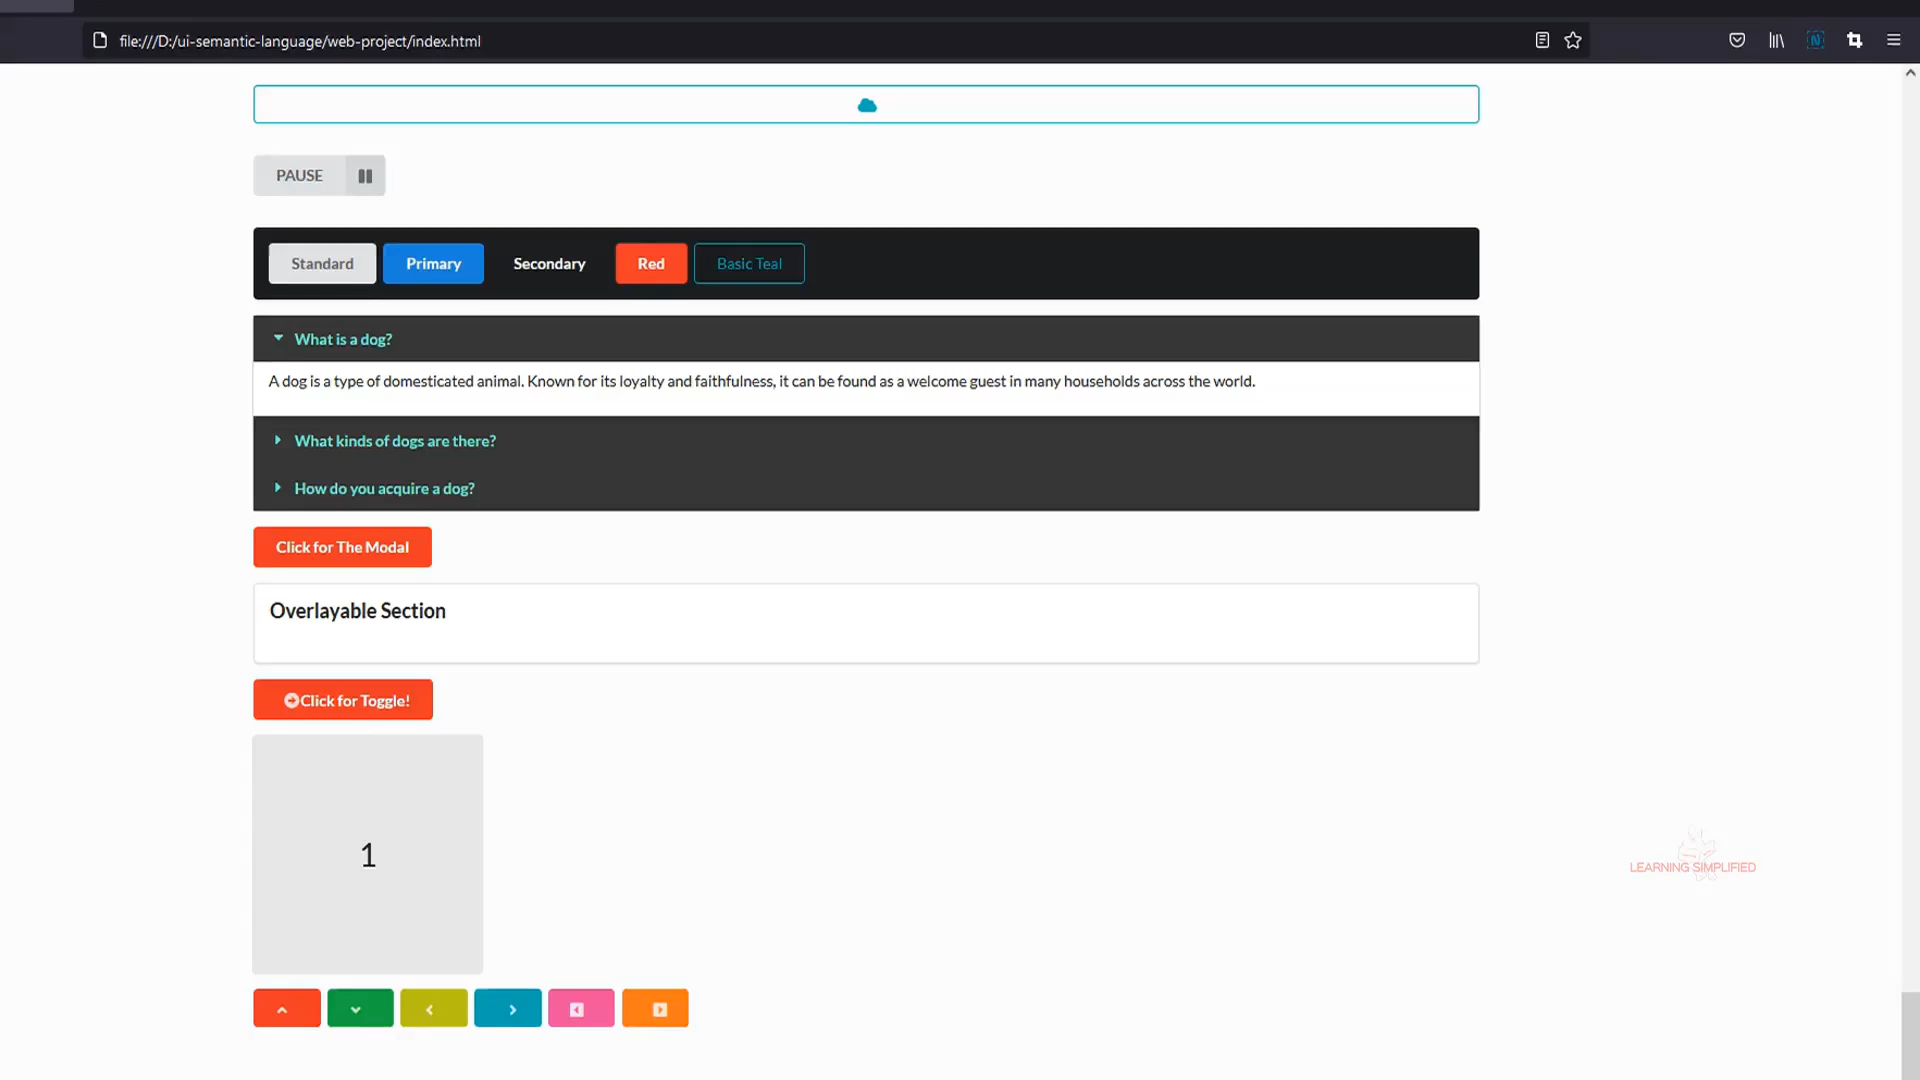 file:///D:/ui-semantic-language/web-project/index.html
PAUSE
Standard Primary Secondary Red Basic Teal
What is a dog?
A dog is a type of domesticated animal. Known for its loyalty and faithfulness, it can be found as a welcome guest in many households across the world.
What kinds of dogs are there?
How do you acquire a dog?
Click for The Modal
Overlayable Section
Click for Toggle!
1
LEARNING SIMPLIFIED